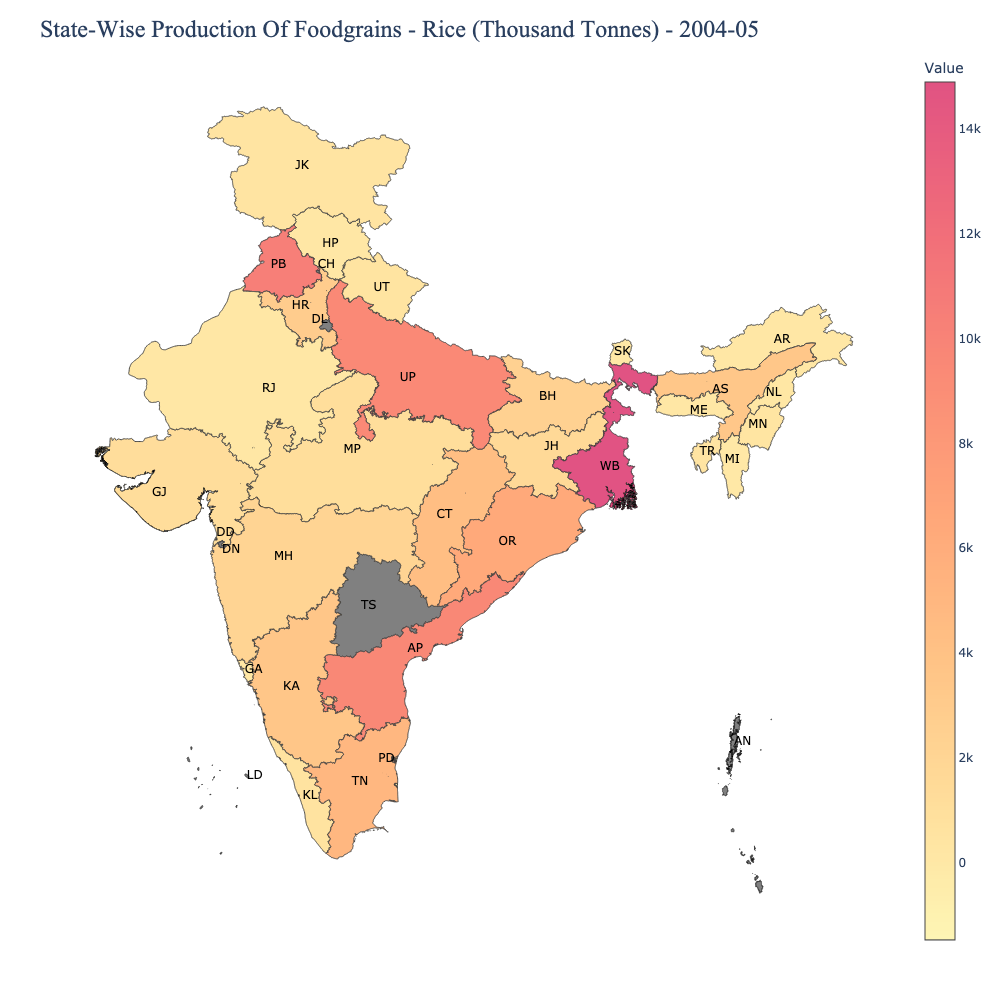 State-Wise Production Of Foodgrains - Rice (Thousand Tonnes) - 2004-05
Value
14k
12k
10k
8k
6k
4k
2k
0
JK
HP
PB
CH
UT
HR
DL
SK
AR
RJ
UP
BH
AS
NL
ME
MN
MP
JH
TR
MI
WB
GJ
CT
DD
DN
MH
OR
TS
AP
GA
KA
AN
PD
LD
TN
KL